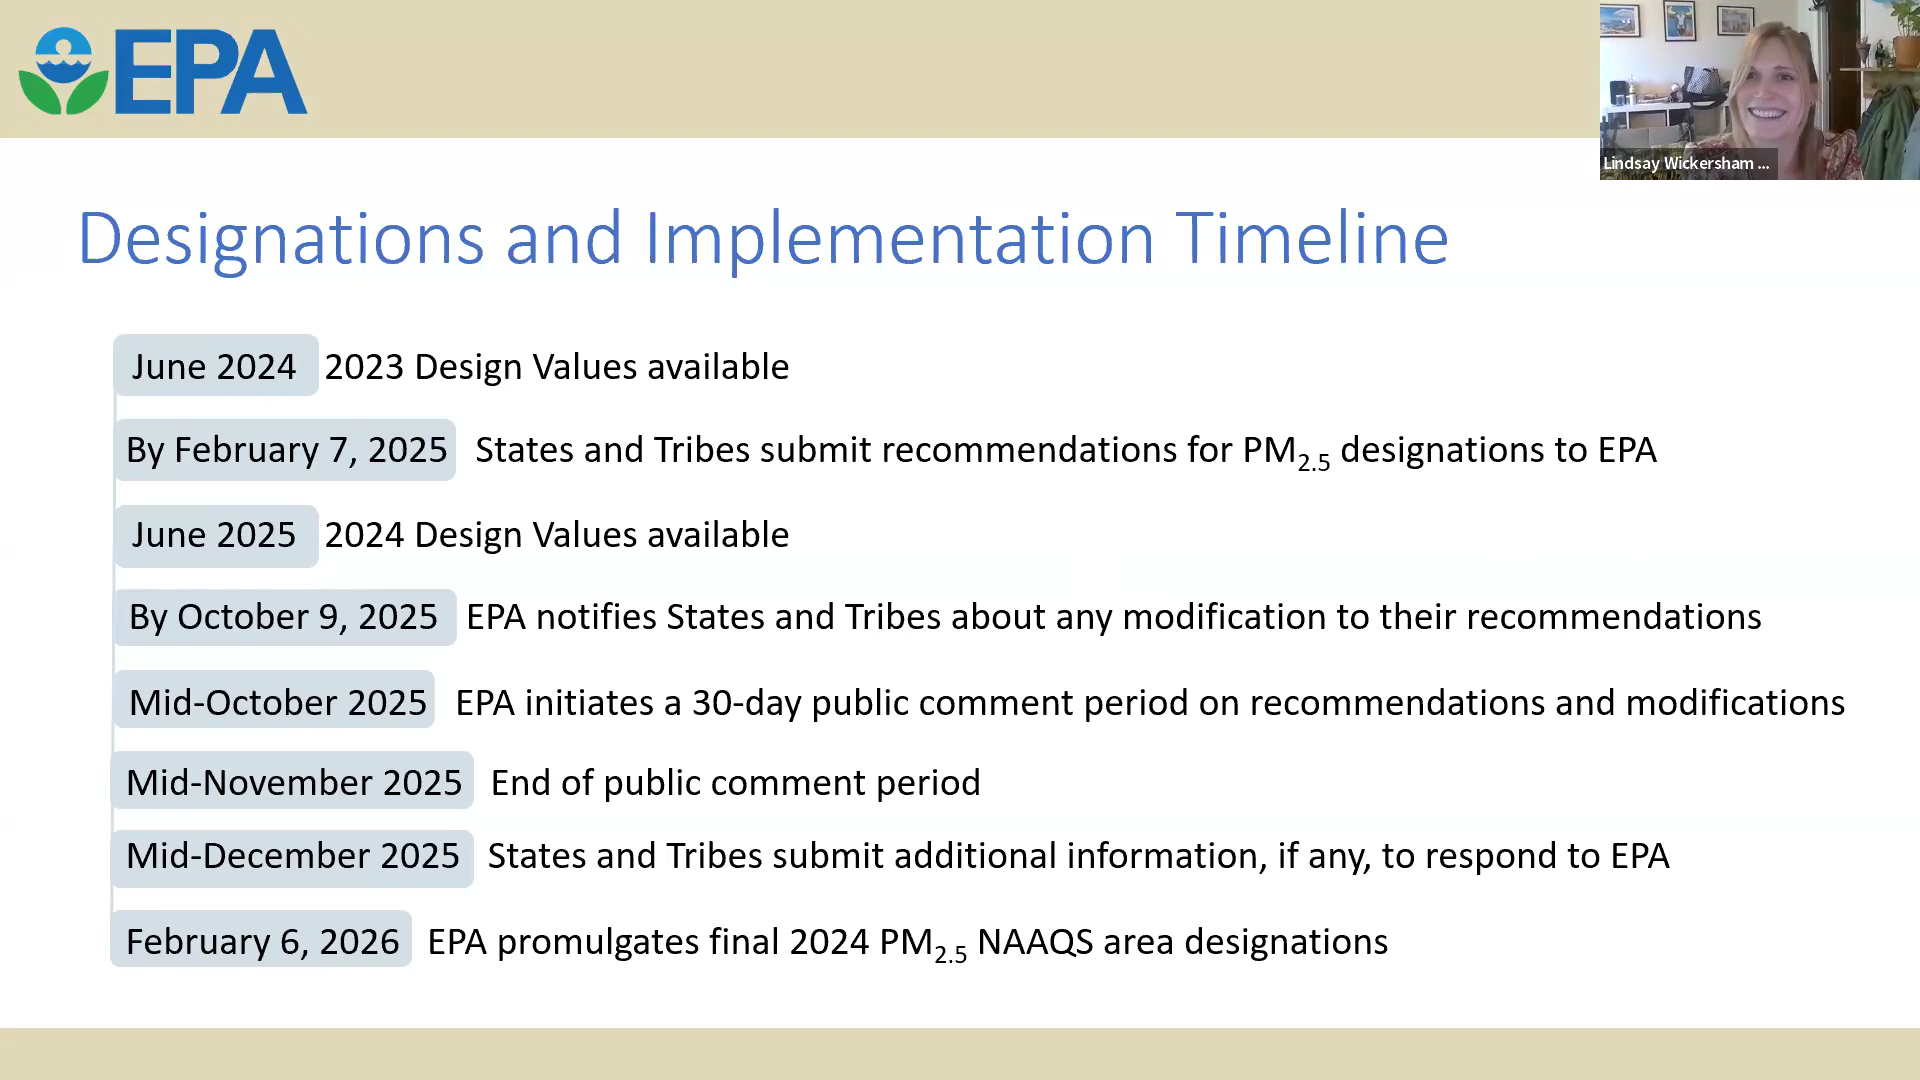 EPA
Lindsay Wickersham ...
Designations and Implementation Timeline
June 2024 2023 Design Values available
By February 7, 2025 States and Tribes submit recommendations for PM2.5 designations to EPA
June 2025 2024 Design Values available
By October 9, 2025 EPA notifies States and Tribes about any modification to their recommendations
Mid-October 2025 EPA initiates a 30-day public comment period on recommendations and modifications
Mid-November 2025 End of public comment period
Mid-December 2025 States and Tribes submit additional information, if any, to respond to EPA
February 6, 2026 EPA promulgates final 2024 PM2.5 NAAQS area designations